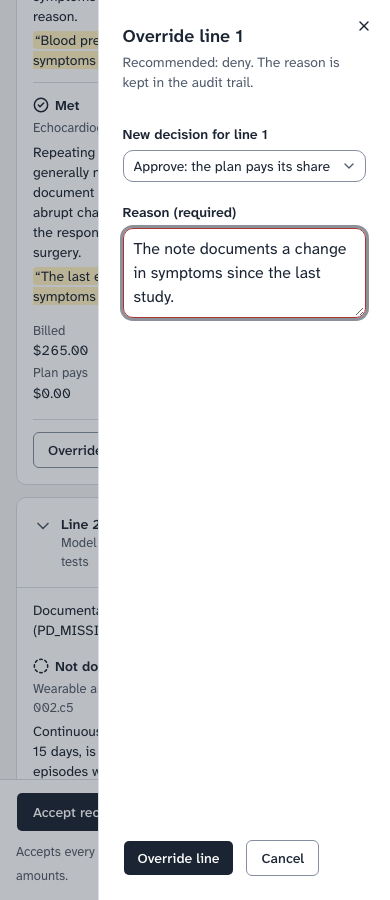 reason.
“Blood pre
symptoms
Met
Echocardio
Repeating
generally r
document
abrupt cha
the respon
surgery.
“The last e
symptoms
Billed
$265.00
Plan pays
$0.00
Override
Line 2
Model
tests
Documenta
(PD_MISSI
Not do
Wearable a
002.c5
Continuous
15 days, is
episodes w
Accept rec
Accepts every
amounts.
Override line 1
Recommended: deny. The reason is
kept in the audit trail.
New decision for line 1
Approve: the plan pays its share
Reason (required)
The note documents a change
in symptoms since the last
study.
Override line
Cancel